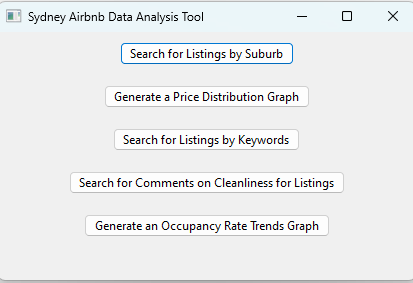 Sydney Airbnb Data Analysis Tool
Search for Listings by Suburb
Generate a Price Distribution Graph
Search for Listings by Keywords
Search for Comments on Cleanliness for Listings
Generate an Occupancy Rate Trends Graph